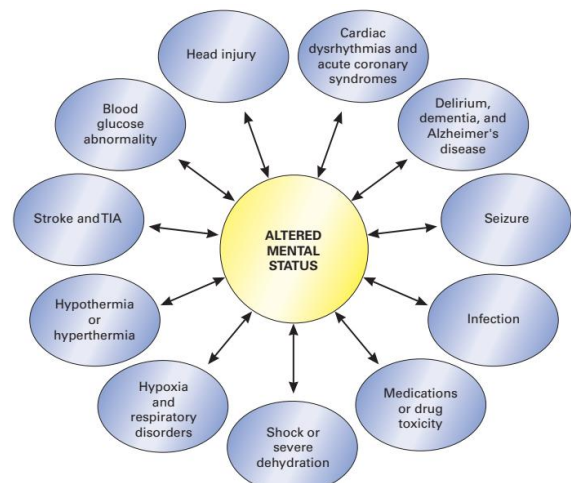 Cardiac
dysrhythmias and
acute coronary
syndromes
Delirium,
dementia, and
Alzheimer's
disease
Seizure
Infection
Medications
or drug
toxicity
Shock or
severe
dehydration
Hypoxia
and
respiratory
disorders
Hypothermia
or
hyperthermia
Stroke and TIA
Blood
glucose
abnormality
Head injury
ALTERED
MENTAL
STATUS